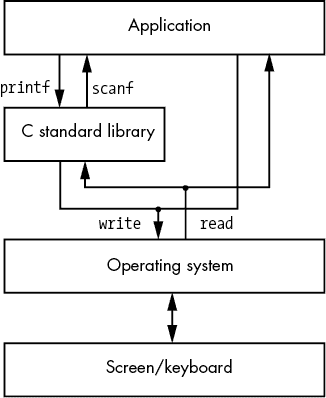 Application
printf
scanf
C standard library
write
read
Operating system
Screen/keyboard